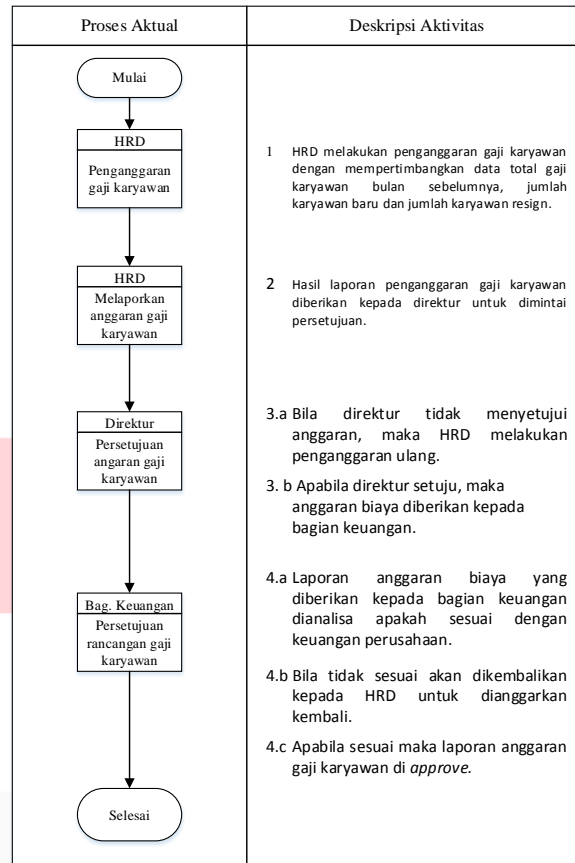 Proses Aktual
Deskripsi Aktivitas
Mulai
HRD
Penganggaran
gaji karyawan
1 HRD melakukan penganggaran gaji karyawan
dengan mempertimbangkan data total gaji
karyawan bulan sebelumnya, jumlah
karyawan baru dan jumlah karyawan resign.
HRD
Melaporkan
anggaran gaji
karyawan
2 Hasil laporan penganggaran gaji karyawan
diberikan kepada direktur untuk dimintai
persetujuan.
Direktur
Persetujuan
angaran gaji
karyawan
3.a Bila direktur tidak menyetujui
anggaran, maka HRD melakukan
penganggaran ulang.
3. b Apabila direktur setuju, maka
anggaran biaya diberikan kepada
bagian keuangan.
Bag. Keuangan
Persetujuan
rancangan gaji
karyawan
4.a Laporan anggaran biaya yang
diberikan kepada bagian keuangan
dianalisa apakah sesuai dengan
keuangan perusahaan.
4.b Bila tidak sesuai akan dikembalikan
kepada HRD untuk dianggarkan
kembali.
4.c Apabila sesuai maka laporan anggaran
gaji karyawan di approve.
Selesai